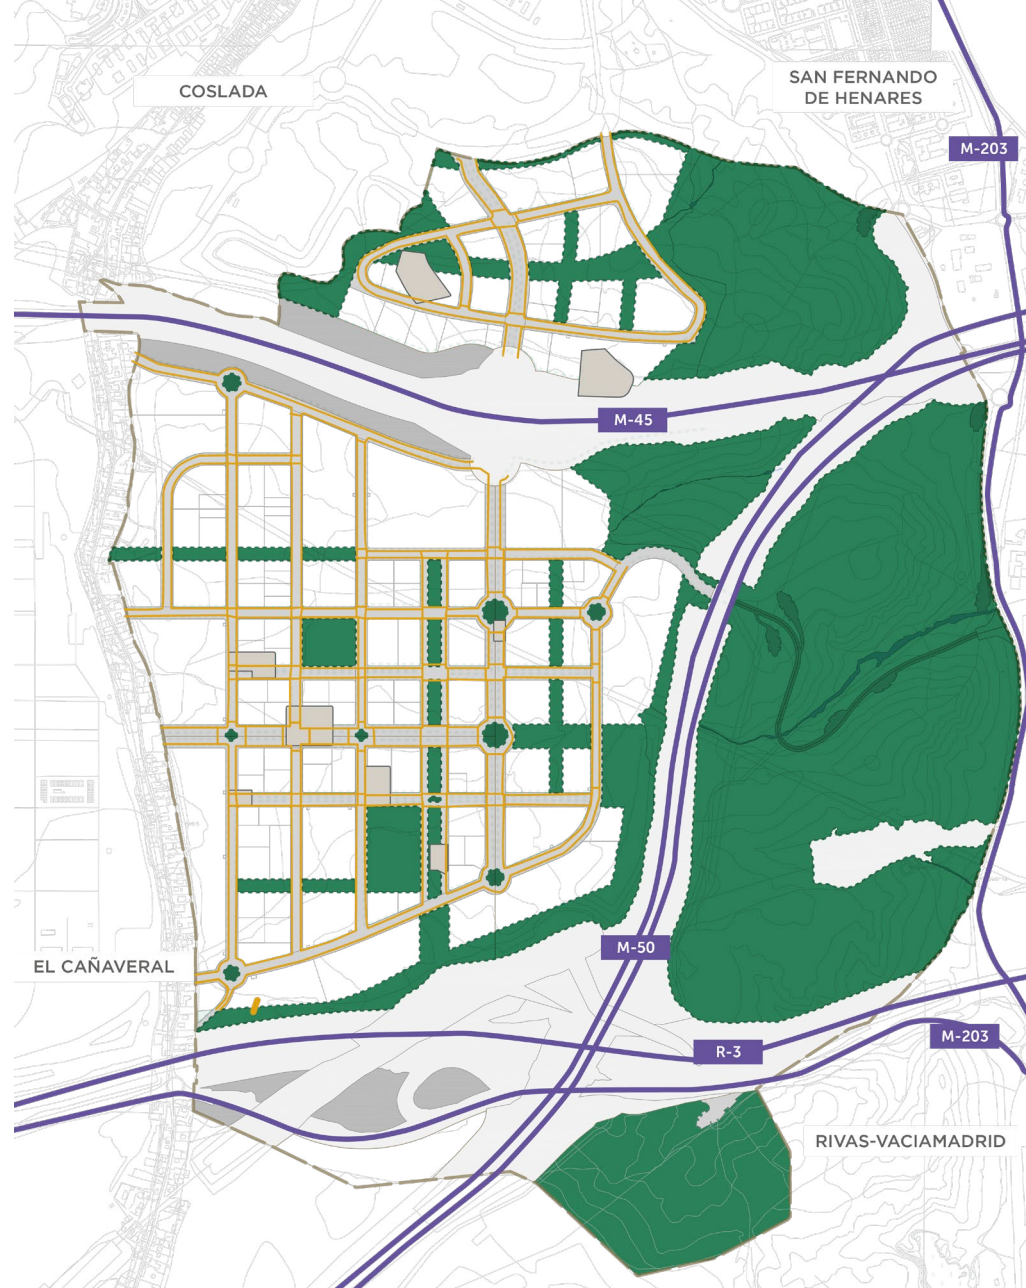 COSLADA
SAN FERNANDO
DE HENARES
M-203
M-45
EL CAÑAVERAL
M-50
R-3
M-203
RIVAS-VACIAMADRID